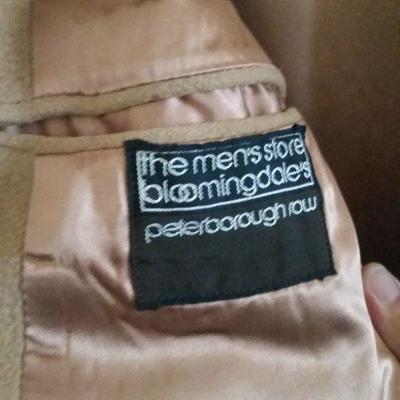 the men's store
bloomingdale's
peterborough row